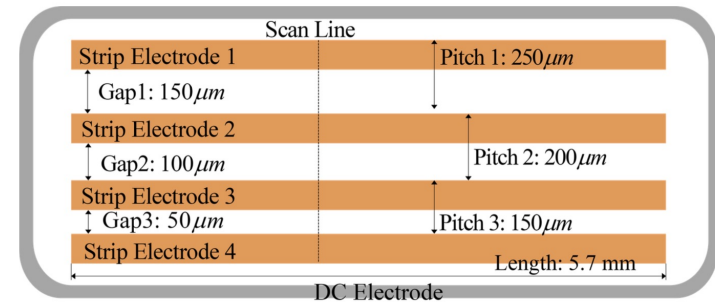 Scan Line
Strip Electrode 1
Pitch 1: 250μm
Gap1: 150μm
Strip Electrode 2
Gap2: 100μm
Pitch 2: 200μm
Strip Electrode 3
Gap3: 50μm
Pitch 3: 150μm
Strip Electrode 4
Length: 5.7 mm
DC Electrode